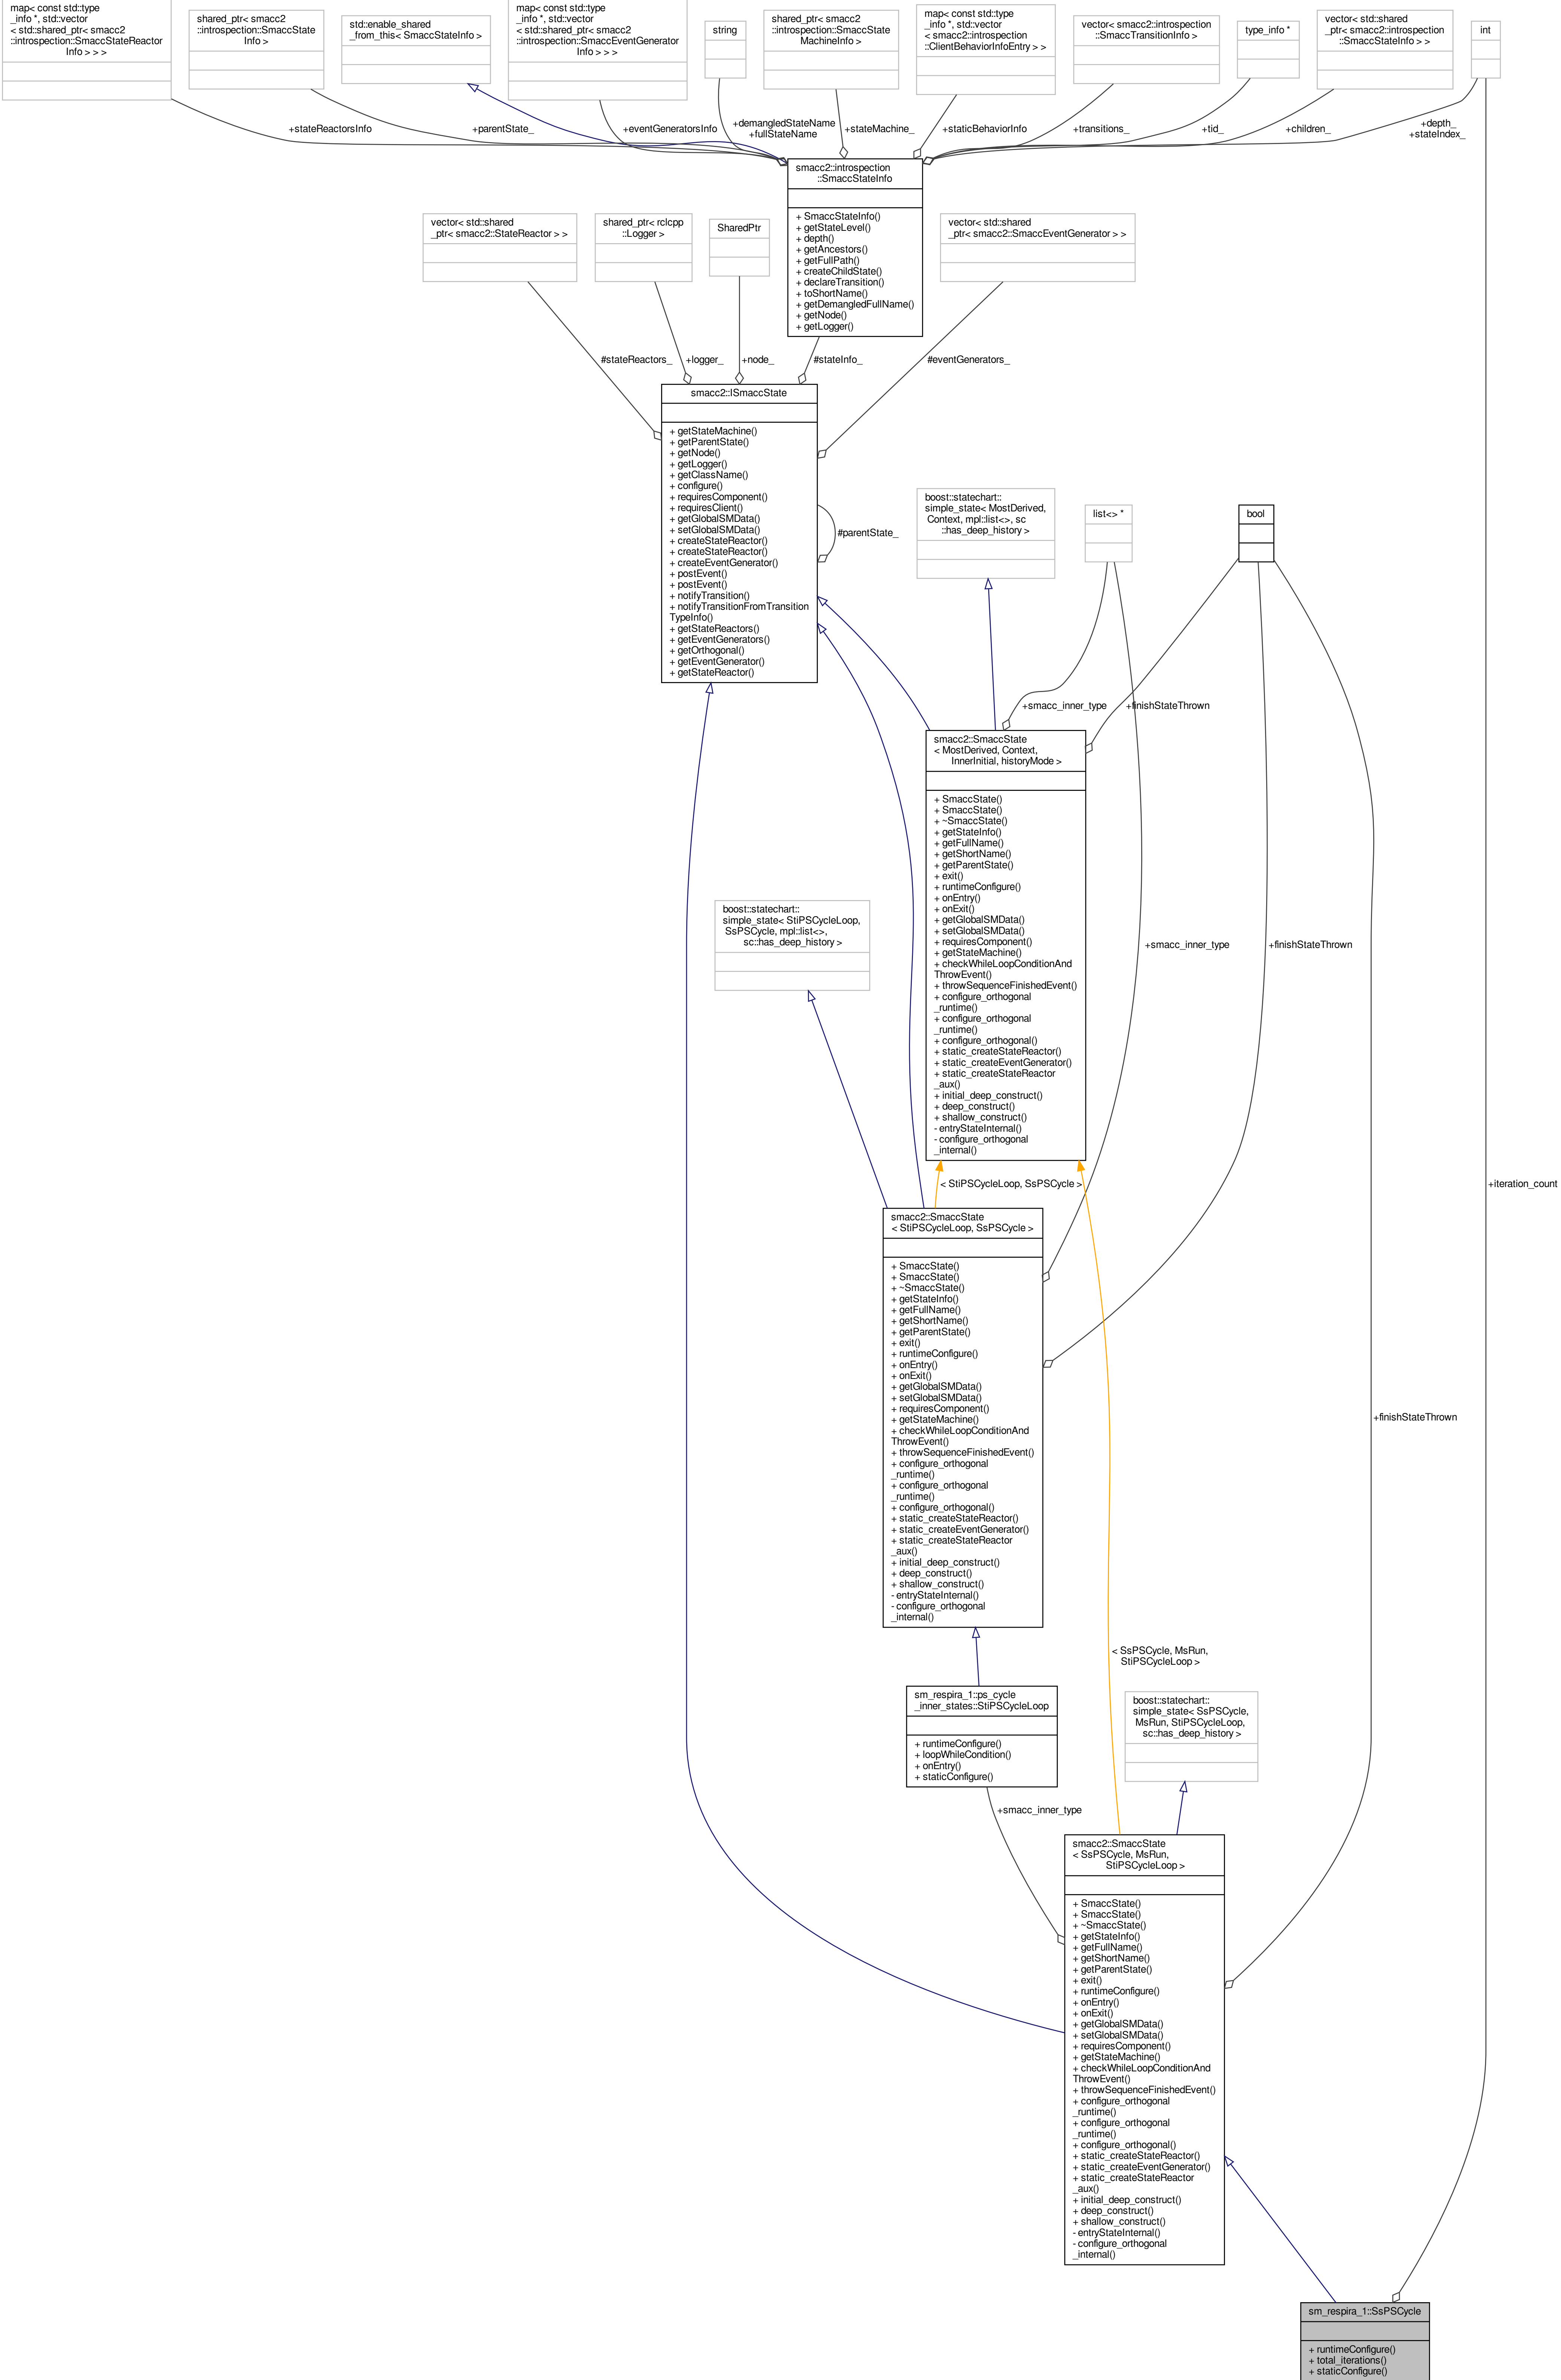 map< const std::type
_info *, std::vector
< std::shared_ptr< smacc2
::introspection::SmaccStateReactor
Info > > >
shared_ptr< smacc2
::introspection::SmaccState
Info >
std::enable_shared
_from_this< SmaccStateInfo >
map< const std::type
_info *, std::vector
< std::shared_ptr< smacc2
::introspection::SmaccEventGenerator
Info > > >
string
shared_ptr< smacc2
::introspection::SmaccState
MachineInfo >
map< const std::type
_info *, std::vector
< smacc2::introspection
::ClientBehaviorInfoEntry > >
vector< smacc2::introspection
::SmaccTransitionInfo >
type_info *
vector< std::shared
_ptr< smacc2::introspection
::SmaccStateInfo > >
int
+stateReactorsInfo
+parentState_
+eventGeneratorsInfo
+demangledStateName
+fullStateName
+stateMachine_
+staticBehaviorInfo
+transitions_
+tid_
+children_
+depth_
+stateIndex_
smacc2::introspection
::SmaccStateInfo
+ SmaccStateInfo()
+ getStateLevel()
+ depth()
+ getAncestors()
+ getFullPath()
+ createChildState()
+ declareTransition()
+ toShortName()
+ getDemangledFullName()
+ getNode()
+ getLogger()
vector< std::shared
_ptr< smacc2::StateReactor > >
shared_ptr< rclcpp
::Logger >
SharedPtr
vector< std::shared
_ptr< smacc2::SmaccEventGenerator > >
#stateReactors_
+logger_
+node_
#stateInfo_
#eventGenerators_
smacc2::ISmaccState
+ getStateMachine()
+ getParentState()
+ getNode()
+ getLogger()
+ getClassName()
+ configure()
+ requiresComponent()
+ requiresClient()
+ getGlobalSMData()
+ setGlobalSMData()
+ createStateReactor()
+ createStateReactor()
+ createEventGenerator()
+ postEvent()
+ postEvent()
+ notifyTransition()
+ notifyTransitionFromTransition
TypeInfo()
+ getStateReactors()
+ getEventGenerators()
+ getOrthogonal()
+ getEventGenerator()
+ getStateReactor()
#parentState_
boost::statechart::
simple_state< MostDerived,
Context, mpl::list<>, sc
::has_deep_history >
list<> *
bool
+smacc_inner_type
+finishStateThrown
smacc2::SmaccState
< MostDerived, Context,
InnerInitial, historyMode >
+ SmaccState()
+ SmaccState()
+ ~SmaccState()
+ getStateInfo()
+ getFullName()
+ getShortName()
+ getParentState()
+ exit()
+ runtimeConfigure()
+ onEntry()
+ onExit()
+ getGlobalSMData()
+ setGlobalSMData()
+ requiresComponent()
+ getStateMachine()
+ checkWhileLoopConditionAnd
ThrowEvent()
+ throwSequenceFinishedEvent()
+ configure_orthogonal
_runtime()
+ configure_orthogonal
_runtime()
+ configure_orthogonal()
+ static_createStateReactor()
+ static_createEventGenerator()
+ static_createStateReactor
_aux()
+ initial_deep_construct()
+ deep_construct()
+ shallow_construct()
- entryStateInternal()
- configure_orthogonal
_internal()
boost::statechart::
simple_state< StiPSCycleLoop,
SsPSCycle, mpl::list<>,
sc::has_deep_history >
+smacc_inner_type
+finishStateThrown
< StiPSCycleLoop, SsPSCycle >
+iteration_count
smacc2::SmaccState
< StiPSCycleLoop, SsPSCycle >
+ SmaccState()
+ SmaccState()
+ ~SmaccState()
+ getStateInfo()
+ getFullName()
+ getShortName()
+ getParentState()
+ exit()
+ runtimeConfigure()
+ onEntry()
+ onExit()
+ getGlobalSMData()
+ setGlobalSMData()
+ requiresComponent()
+ getStateMachine()
+ checkWhileLoopConditionAnd
ThrowEvent()
+ throwSequenceFinishedEvent()
+ configure_orthogonal
_runtime()
+ configure_orthogonal
_runtime()
+ configure_orthogonal()
+ static_createStateReactor()
+ static_createEventGenerator()
+ static_createStateReactor
_aux()
+ initial_deep_construct()
+ deep_construct()
+ shallow_construct()
- entryStateInternal()
- configure_orthogonal
_internal()
+finishStateThrown
< SsPSCycle, MsRun,
StiPSCycleLoop >
sm_respira_1::ps_cycle
_inner_states::StiPSCycleLoop
+ runtimeConfigure()
+ loopWhileCondition()
+ onEntry()
+ staticConfigure()
boost::statechart::
simple_state< SsPSCycle,
MsRun, StiPSCycleLoop,
sc::has_deep_history >
+smacc_inner_type
smacc2::SmaccState
< SsPSCycle, MsRun,
StiPSCycleLoop >
+ SmaccState()
+ SmaccState()
+ ~SmaccState()
+ getStateInfo()
+ getFullName()
+ getShortName()
+ getParentState()
+ exit()
+ runtimeConfigure()
+ onEntry()
+ onExit()
+ getGlobalSMData()
+ setGlobalSMData()
+ requiresComponent()
+ getStateMachine()
+ checkWhileLoopConditionAnd
ThrowEvent()
+ throwSequenceFinishedEvent()
+ configure_orthogonal
_runtime()
+ configure_orthogonal
_runtime()
+ configure_orthogonal()
+ static_createStateReactor()
+ static_createEventGenerator()
+ static_createStateReactor
_aux()
+ initial_deep_construct()
+ deep_construct()
+ shallow_construct()
- entryStateInternal()
- configure_orthogonal
_internal()
sm_respira_1::SsPSCycle
+ runtimeConfigure()
+ total_iterations()
+ staticConfigure()